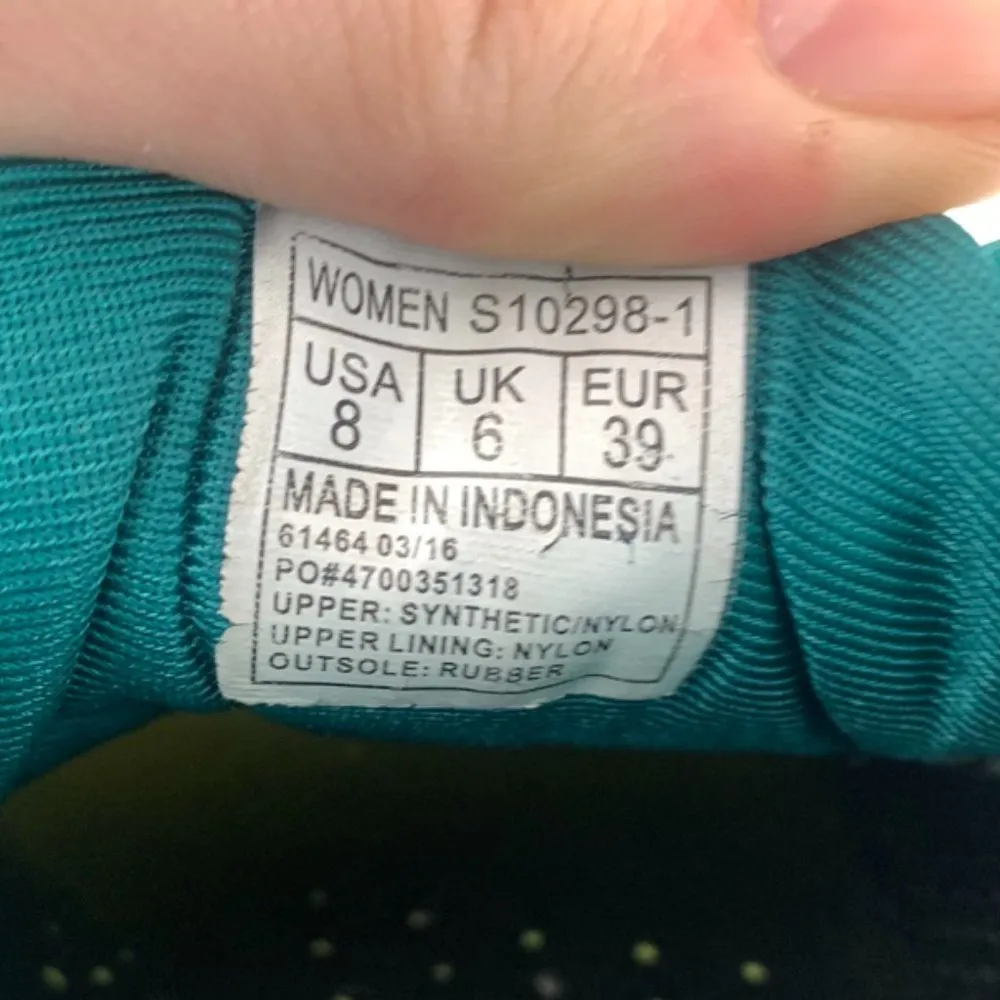 WOMEN S10298-1
USA UK EUR
8 6 39
MADE IN INDONESIA
61464 03/16
PO#4700351318
UPPER: SYNTHETIC/NYLON
UPPER LINING: NYLON
OUTSOLE: RUBBER